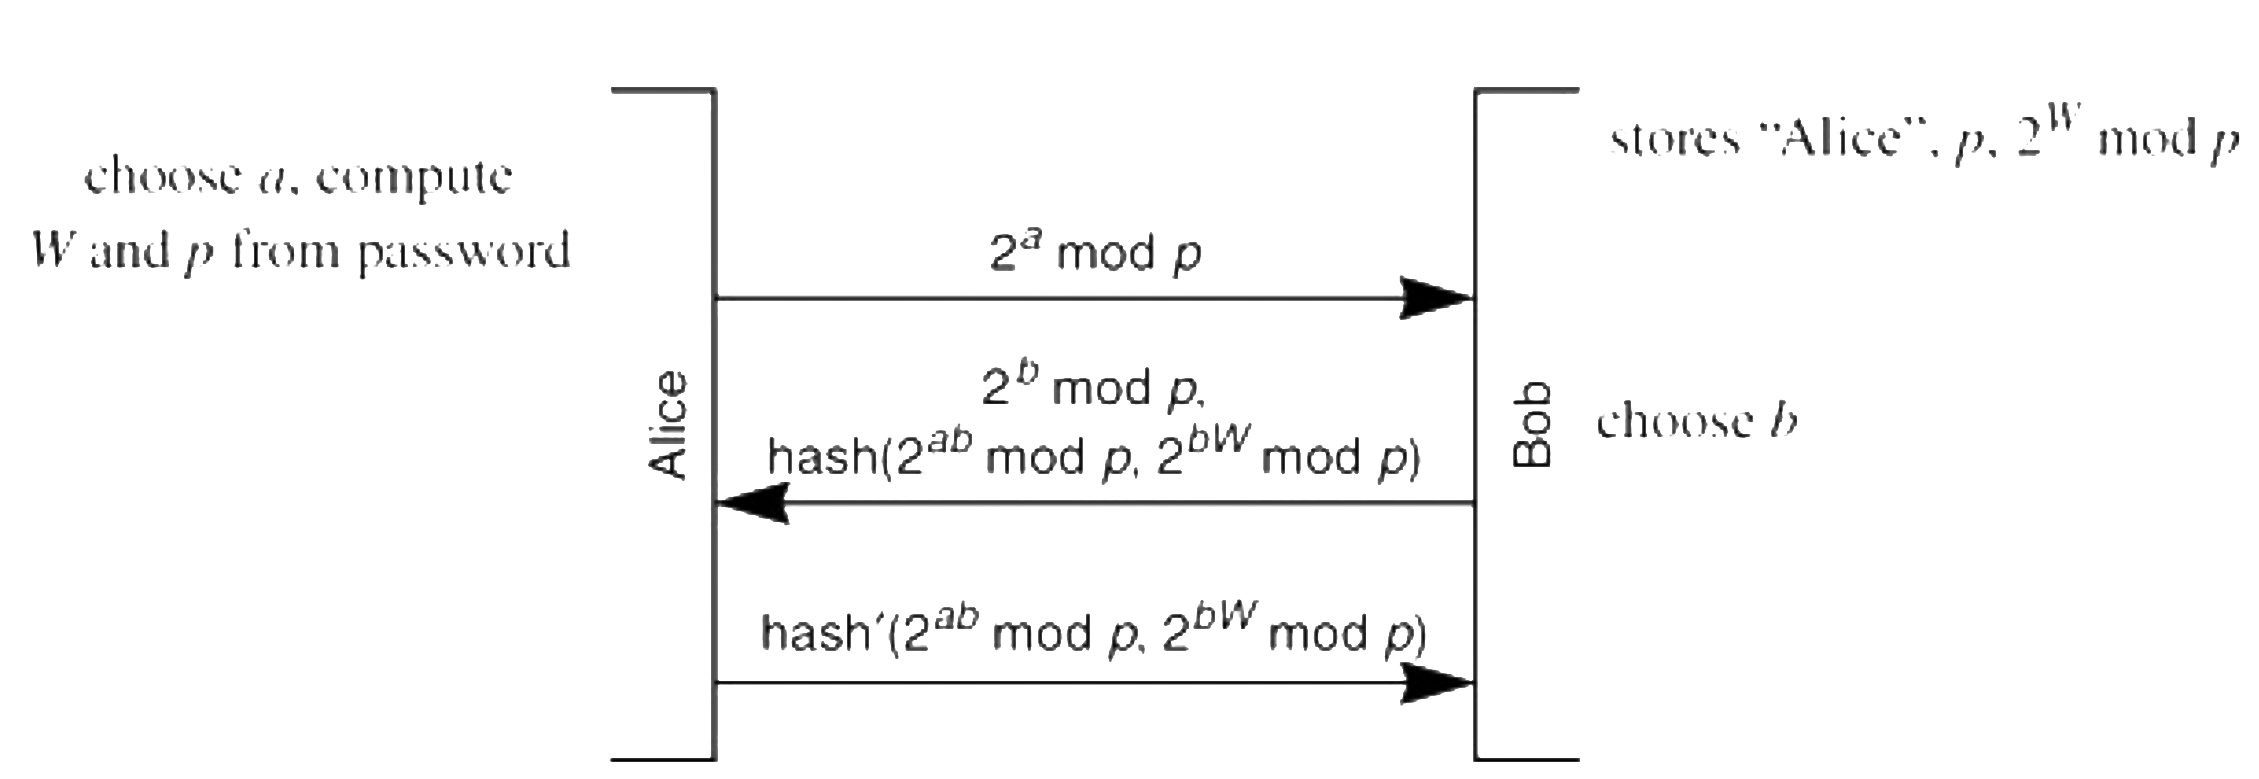 stores “Alice”, p, 2^W mod p
choose a, compute
W and p from password
2^a mod p
Alice
2^b mod p,
hash(2^ab mod p, 2^bW mod p)
Bob
choose b
hash′(2^ab mod p, 2^bW mod p)